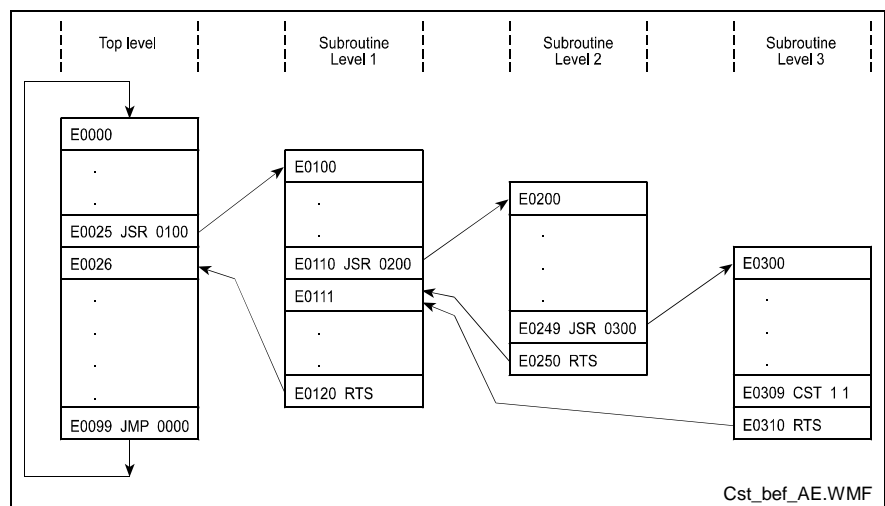 Top level
Subroutine
Level 1
Subroutine
Level 2
Subroutine
Level 3
E0000
.
.
E0025 JSR 0100
E0026
.
.
.
.
E0099 JMP 0000
E0100
.
.
E0110 JSR 0200
E0111
.
.
E0120 RTS
E0200
.
.
.
E0249 JSR 0300
E0250 RTS
E0300
.
.
.
E0309 CST 1 1
E0310 RTS
Cst_bef_AE.WMF